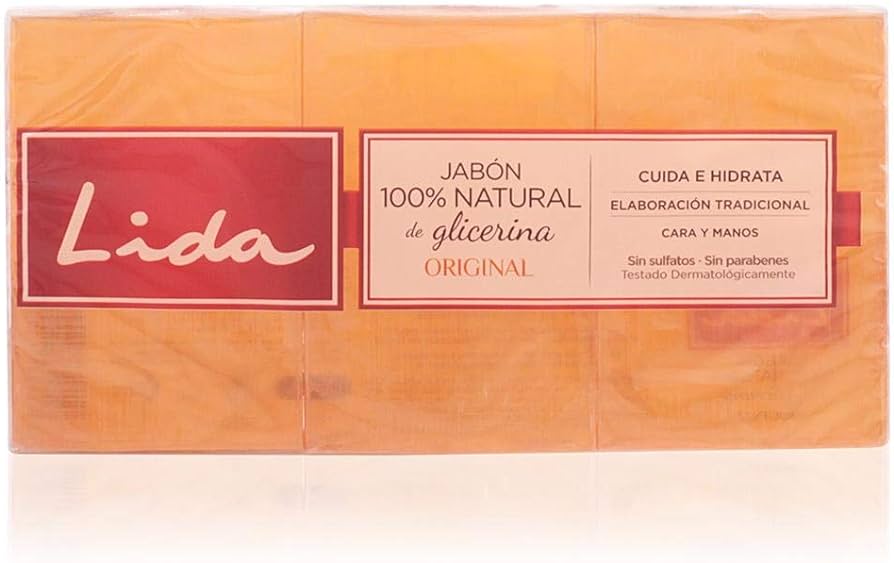 Lida
JABÓN
100% NATURAL
de glicerina
ORIGINAL
CUIDA E HIDRATA
ELABORACIÓN TRADICIONAL
CARA Y MANOS
Sin sulfatos · Sin parabenes
Testado Dermatológicamente